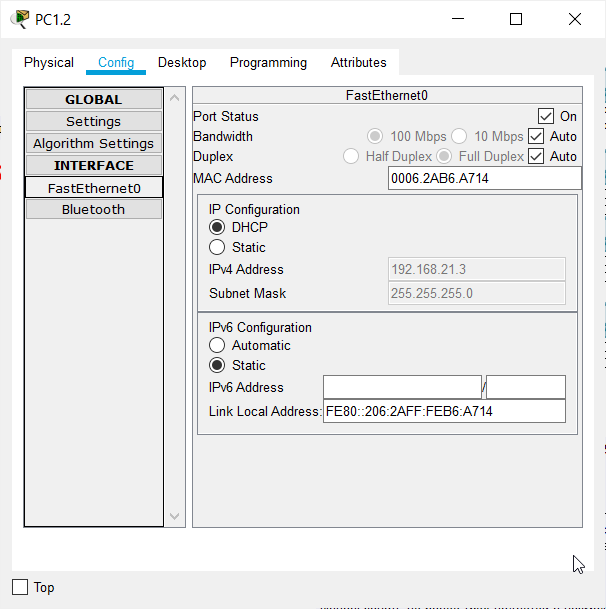 PC1.2
Physical Config Desktop Programming Attributes
GLOBAL
Settings
Algorithm Settings
INTERFACE
FastEthernet0
Bluetooth
FastEthernet0
Port Status On
Bandwidth 100 Mbps 10 Mbps Auto
Duplex Half Duplex Full Duplex Auto
MAC Address 0006.2AB6.A714
IP Configuration
DHCP
Static
IPv4 Address 192.168.21.3
Subnet Mask 255.255.255.0
IPv6 Configuration
Automatic
Static
IPv6 Address /
Link Local Address: FE80::206:2AFF:FEB6:A714
Top